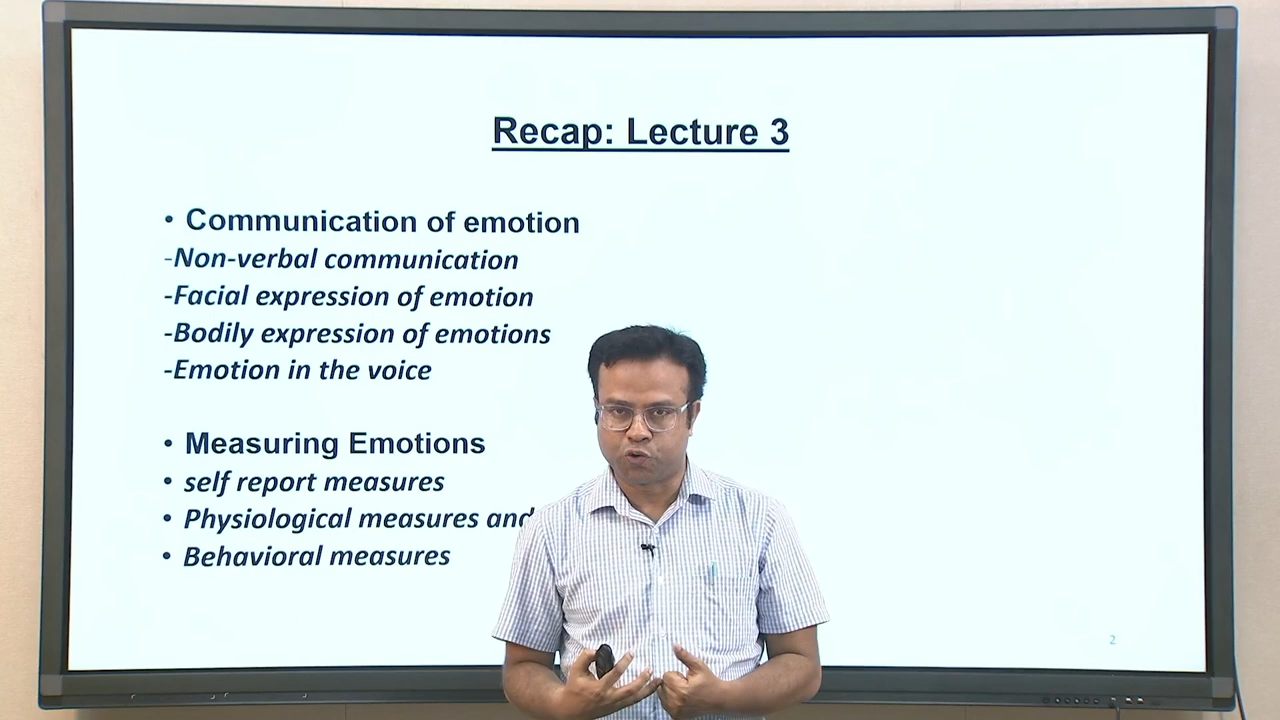 Recap: Lecture 3
• Communication of emotion
-Non-verbal communication
-Facial expression of emotion
-Bodily expression of emotions
-Emotion in the voice
• Measuring Emotions
• self report measures
• Physiological measures and
• Behavioral measures
2